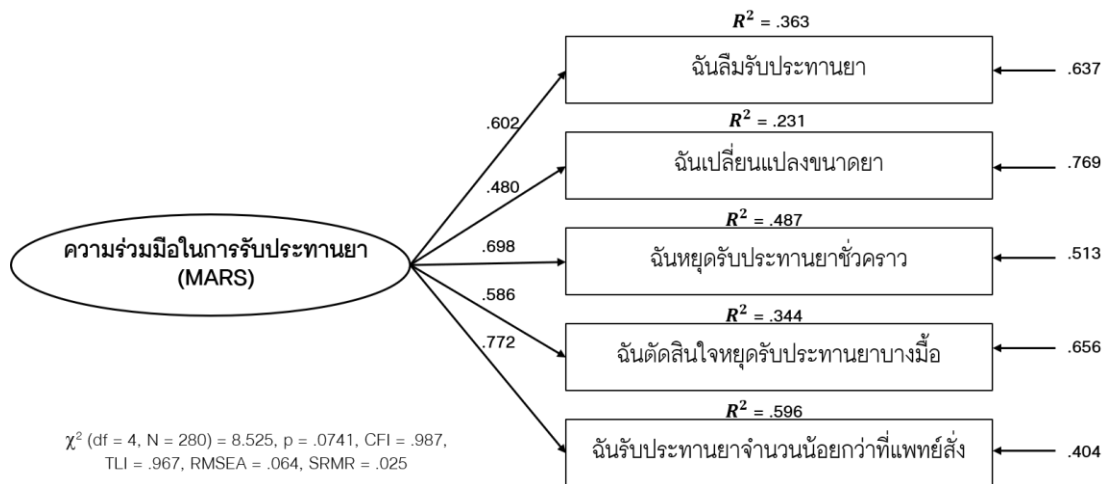 R² = .363
ฉันลืมรับประทานยา
.637
.602
R² = .231
ฉันเปลี่ยนแปลงขนาดยา
.769
.480
R² = .487
ความร่วมมือในการรับประทานยา
(MARS)
.698
ฉันหยุดรับประทานยาชั่วคราว
.513
.586
R² = .344
ฉันตัดสินใจหยุดรับประทานยาบางมื้อ
.656
.772
R² = .596
ฉันรับประทานยาจำนวนน้อยกว่าที่แพทย์สั่ง
.404
χ² (df = 4, N = 280) = 8.525, p = .0741, CFI = .987,
TLI = .967, RMSEA = .064, SRMR = .025